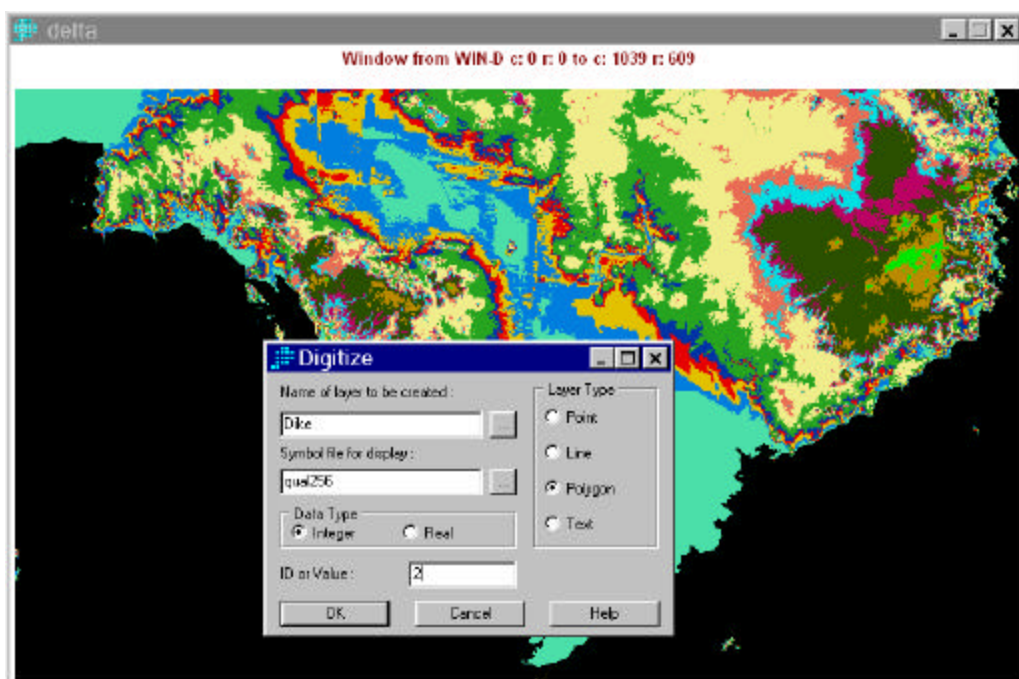 delta
Window from WIN-D c: 0 r: 0 to c: 1039 r: 609
Digitize
Name of layer to be created :
Dike
...
Symbol file for display :
qual256
...
Data Type
Integer
Real
ID or Value :
2
Layer Type
Point
Line
Polygon
Text
OK
Cancel
Help